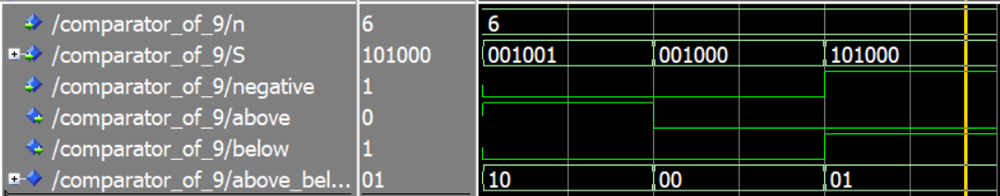 /comparator_of_9/n 6 6
/comparator_of_9/S 101000 001001 001000 101000
/comparator_of_9/negative 1
/comparator_of_9/above 0
/comparator_of_9/below 1
/comparator_of_9/above_bel... 01 10 00 01